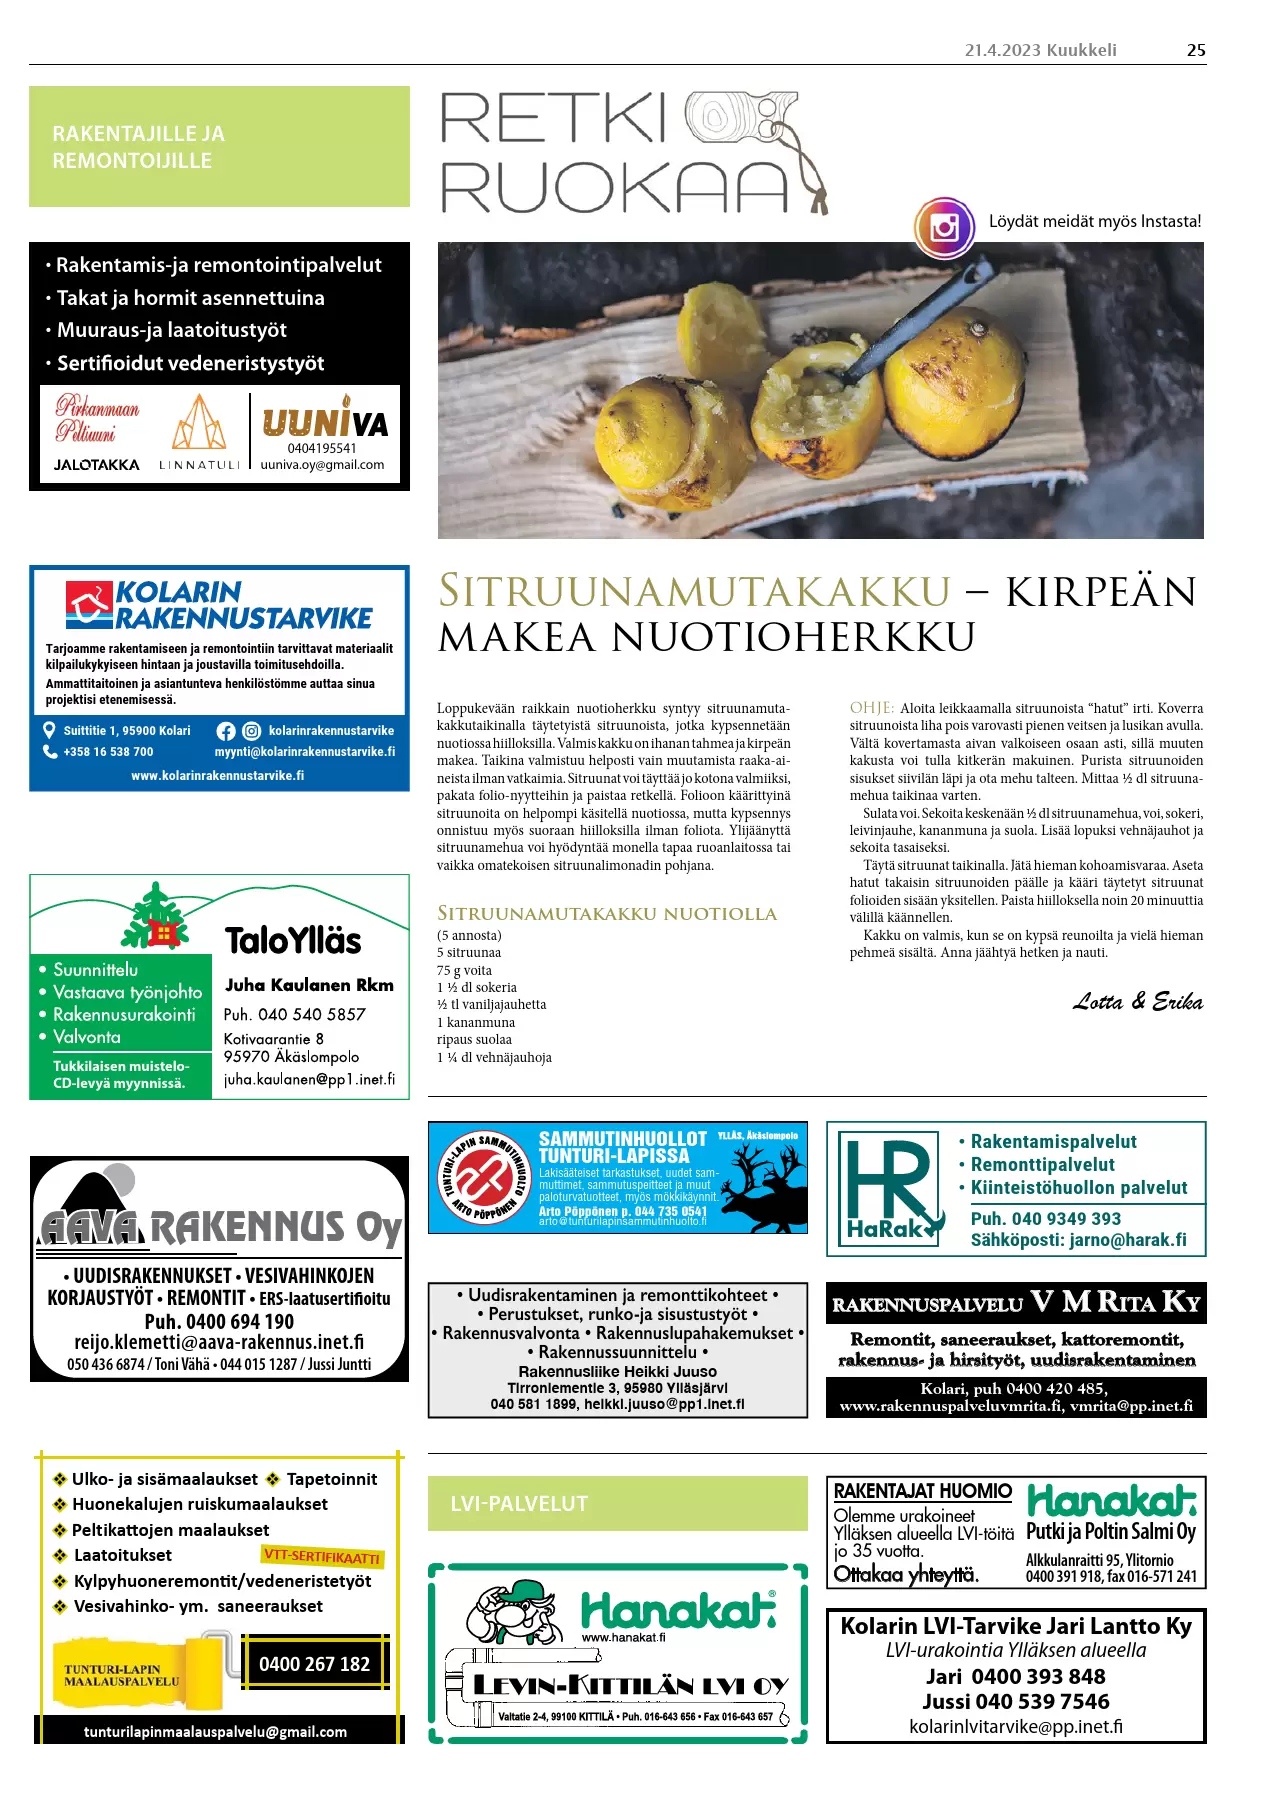 21.4.2023 Kuukkeli
25
RAKENTAJILLE JA
REMONTOIJILLE
• Rakentamis-ja remontointipalvelut
• Takat ja hormit asennettuina
• Muuraus-ja laatoitustyöt
• Sertifioidut vedeneristystyöt
Pirkanmaan
Peltiuuni
JALOTAKKA
LINNATULI
UUNIVA
0404195541
uuniva.oy@gmail.com
KOLARIN
RAKENNUSTARVIKE
Tarjoamme rakentamiseen ja remontointiin tarvittavat materiaalit
kilpailukykyiseen hintaan ja joustavilla toimitusehdoilla.
Ammattitaitoinen ja asiantunteva henkilöstömme auttaa sinua
projektisi etenemisessä.
Suittitie 1, 95900 Kolari
kolarinrakennustarvike
+358 16 538 700
myynti@kolarinrakennustarvike.fi
www.kolarinrakennustarvike.fi
TaloYlläs
• Suunnittelu
• Vastaava työnjohto
• Rakennusurakointi
• Valvonta
Tukkilaisen muistelo-
CD-levyä myynnissä.
Juha Kaulanen Rkm
Puh. 040 540 5857
Kotivaarantie 8
95970 Äkäslompolo
juha.kaulanen@pp1.inet.fi
AAVA RAKENNUS Oy
• UUDISRAKENNUKSET • VESIVAHINKOJEN
KORJAUSTYÖT • REMONTIT • ERS-laatusertifioitu
Puh. 0400 694 190
reijo.klemetti@aava-rakennus.inet.fi
050 436 6874 / Toni Vähä • 044 015 1287 / Jussi Juntti
❖ Ulko- ja sisämaalaukset ❖ Tapetoinnit
❖ Huonekalujen ruiskumaalaukset
❖ Peltikattojen maalaukset
❖ Laatoitukset
VTT-SERTIFIKAATTI
❖ Kylpyhuoneremontit/vedeneristetyöt
❖ Vesivahinko- ym. saneeraukset
TUNTURI-LAPIN
MAALAUSPALVELU
0400 267 182
tunturilapinmaalauspalvelu@gmail.com
RETKI
RUOKAA
Löydät meidät myös Instasta!
SITRUUNAMUTAKAKKU – KIRPEÄN
MAKEA NUOTIOHERKKU
Loppukevään raikkain nuotioherkku syntyy sitruunamuta-
kakkutaikinalla täytetyistä sitruunoista, jotka kypsennetään
nuotiossa hiilloksilla. Valmis kakku on ihanan tahmea ja kirpeän
makea. Taikina valmistuu helposti vain muutamista raaka-ai-
neista ilman vatkaimia. Sitruunat voi täyttää jo kotona valmiiksi,
pakata folio-nyytteihin ja paistaa retkellä. Folioon käärittyinä
sitruunoita on helpompi käsitellä nuotiossa, mutta kypsennys
onnistuu myös suoraan hiilloksilla ilman foliota. Ylijäänyttä
sitruunamehua voi hyödyntää monella tapaa ruoanlaitossa tai
vaikka omatekoisen sitruunalimonadin pohjana.
SITRUUNAMUTAKAKKU NUOTIOLLA
(5 annosta)
5 sitruunaa
75 g voita
1 ½ dl sokeria
½ tl vaniljajauhetta
1 kananmuna
ripaus suolaa
1 ¼ dl vehnäjauhoja
OHJE: Aloita leikkaamalla sitruunoista “hatut” irti. Koverra
sitruunoista liha pois varovasti pienen veitsen ja lusikan avulla.
Vältä kovertamasta aivan valkoiseen osaan asti, sillä muuten
kakusta voi tulla kitkerän makuinen. Purista sitruunoiden
sisukset siivilän läpi ja ota mehu talteen. Mittaa ½ dl sitruuna-
mehua taikinaa varten.
Sulata voi. Sekoita keskenään ½ dl sitruunamehua, voi, sokeri,
leivinjauhe, kananmuna ja suola. Lisää lopuksi vehnäjauhot ja
sekoita tasaiseksi.
Täytä sitruunat taikinalla. Jätä hieman kohoamisvaraa. Aseta
hatut takaisin sitruunoiden päälle ja kääri täytetyt sitruunat
folioiden sisään yksitellen. Paista hiilloksella noin 20 minuuttia
välillä käännellen.
Kakku on valmis, kun se on kypsä reunoilta ja vielä hieman
pehmeä sisältä. Anna jäähtyä hetken ja nauti.
Lotta & Erika
TUNTURI-LAPIN SAMMUTINHUOLTO
ARTO PÖPPÖNEN
SAMMUTINHUOLLOT
TUNTURI-LAPISSA
YLLÄS, Äkäslompolo
Lakisääteiset tarkastukset, uudet sam-
muttimet, sammutuspeitteet ja muut
paloturvatuotteet, myös mökkikäynnit.
Arto Pöppönen p. 044 735 0541
arto@tunturilapinsammutinhuolto.fi
HR
HaRak
• Rakentamispalvelut
• Remonttipalvelut
• Kiinteistöhuollon palvelut
Puh. 040 9349 393
Sähköposti: jarno@harak.fi
• Uudisrakentaminen ja remonttikohteet •
• Perustukset, runko-ja sisustustyöt •
• Rakennusvalvonta • Rakennuslupahakemukset •
• Rakennussuunnittelu •
Rakennusliike Heikki Juuso
Tirroniementie 3, 95980 Ylläsjärvi
040 581 1899, heikki.juuso@pp1.inet.fi
RAKENNUSPALVELU V M RITA KY
Remontit, saneeraukset, kattoremontit,
rakennus- ja hirsityöt, uudisrakentaminen
Kolari, puh 0400 420 485,
www.rakennuspalveluvmrita.fi, vmrita@pp.inet.fi
LVI-PALVELUT
Hanakat®
www.hanakat.fi
LEVIN-KITTILÄN LVI OY
Valtatie 2-4, 99100 KITTILÄ • Puh. 016-643 656 • Fax 016-643 657
RAKENTAJAT HUOMIO
Olemme urakoineet
Ylläksen alueella LVI-töitä
jo 35 vuotta.
Ottakaa yhteyttä.
Hanakat
Putki ja Poltin Salmi Oy
Alkkulanraitti 95, Ylitornio
0400 391 918, fax 016-571 241
Kolarin LVI-Tarvike Jari Lantto Ky
LVI-urakointia Ylläksen alueella
Jari 0400 393 848
Jussi 040 539 7546
kolarinlvitarvike@pp.inet.fi